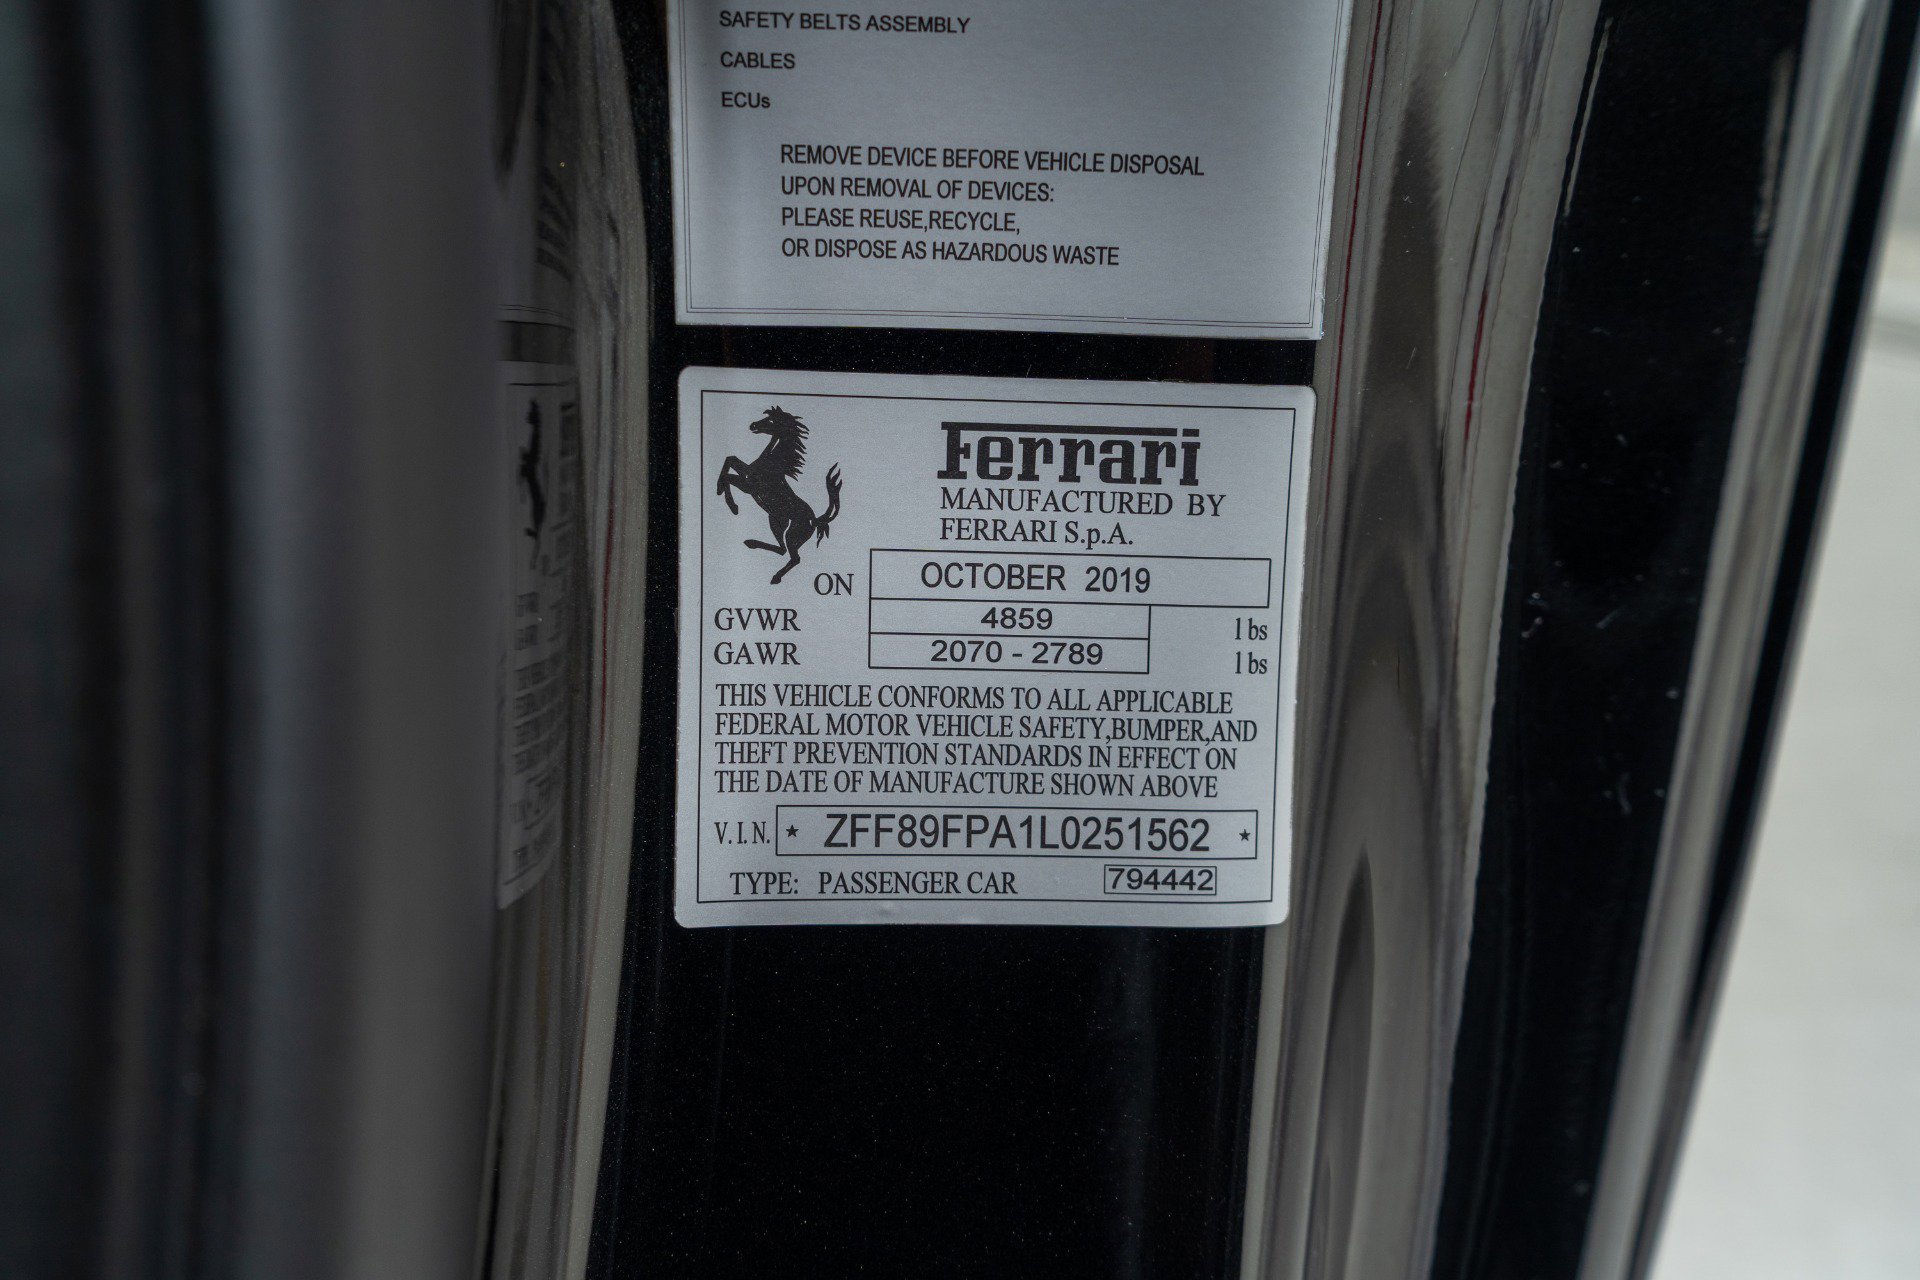 SAFETY BELTS ASSEMBLY
CABLES
ECUs
REMOVE DEVICE BEFORE VEHICLE DISPOSAL
UPON REMOVAL OF DEVICES:
PLEASE REUSE,RECYCLE,
OR DISPOSE AS HAZARDOUS WASTE
Ferrari
MANUFACTURED BY
FERRARI S.p.A.
ON OCTOBER 2019
GVWR 4859 lbs
GAWR 2070 - 2789 lbs
THIS VEHICLE CONFORMS TO ALL APPLICABLE
FEDERAL MOTOR VEHICLE SAFETY,BUMPER,AND
THEFT PREVENTION STANDARDS IN EFFECT ON
THE DATE OF MANUFACTURE SHOWN ABOVE
V.I.N. ★ ZFF89FPA1L0251562 ★
TYPE: PASSENGER CAR 794442